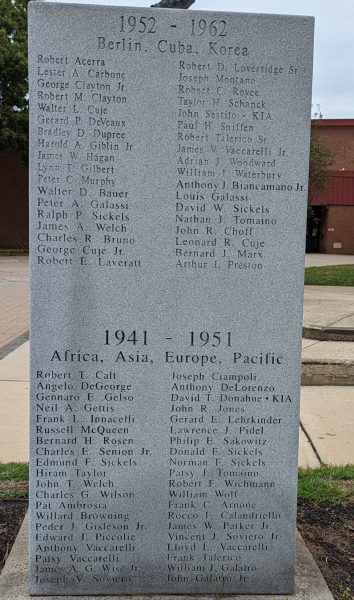 1952 - 1962
Berlin, Cuba, Korea
Robert Acerra
Lester A. Carbone
George Clayton Jr
Robert M. Clayton
Walter L. Cuje
Gerard P. DeVeaux
Bradley D. Dupree
Harold A. Giblin Jr
James W. Hagan
Lynn T. Gilbert
Peter C. Murphy
Walter D. Bauer
Peter A. Galassi
Ralph P. Sickels
James A. Welch
Charles R. Bruno
George Cuje Jr
Robert E. Laveratt
Robert D. Loversidge Sr
Joseph Montano
Robert C. Royce
Taylor H. Schanck
John Sestito - KIA
Paul H. Sniffen
Robert Talerico Sr
James V. Vaccarelli Jr
Adrian J. Woodward
William J. Waterbury
Anthony J Biancamano Jr.
Louis Galassi
David W. Sickels
Nathan J. Tomaino
John R. Choff
Leonard R. Cuje
Bernard J. Marx
Arthur L. Preston
1941 - 1951
Africa, Asia, Europe, Pacific
Robert T. Calt
Angelo DeGeorge
Gennaro E. Gelso
Neil A. Gettis
Frank L. Innacelli
Russell McQueen
Bernard H. Rosen
Charles E. Senior Jr.
Edmund F. Sickels
Hiram Taylor
John T. Welch
Charles G. Wilson
Pat Ambrosia
Willard Browning
Peder J. Gisleson Jr.
Edward J. Piccolie
Anthony Vaccarelli
Patsy Vaccarelli
James A. G. Wise Jr.
Joseph V. Soviero
Joseph Ciampoli
Anthony DeLorenzo
David T. Donahue • KIA
John R. Jones
Gerard E. Lehrkinder
Lawrence J. Pidel
Philip E. Sakowitz
Donald E. Sickels
Norman F. Sickels
Patsy J. Tomaino
Robert F. Wichmann
William Wolf
Frank C. Arnone
Rocco L. Calandriello
James W. Parker Jr.
Vincent J. Soviero Jr.
Lloyd L. Vaccarelli
Frank Talerico
William J. Galatro
John Galatro Jr.